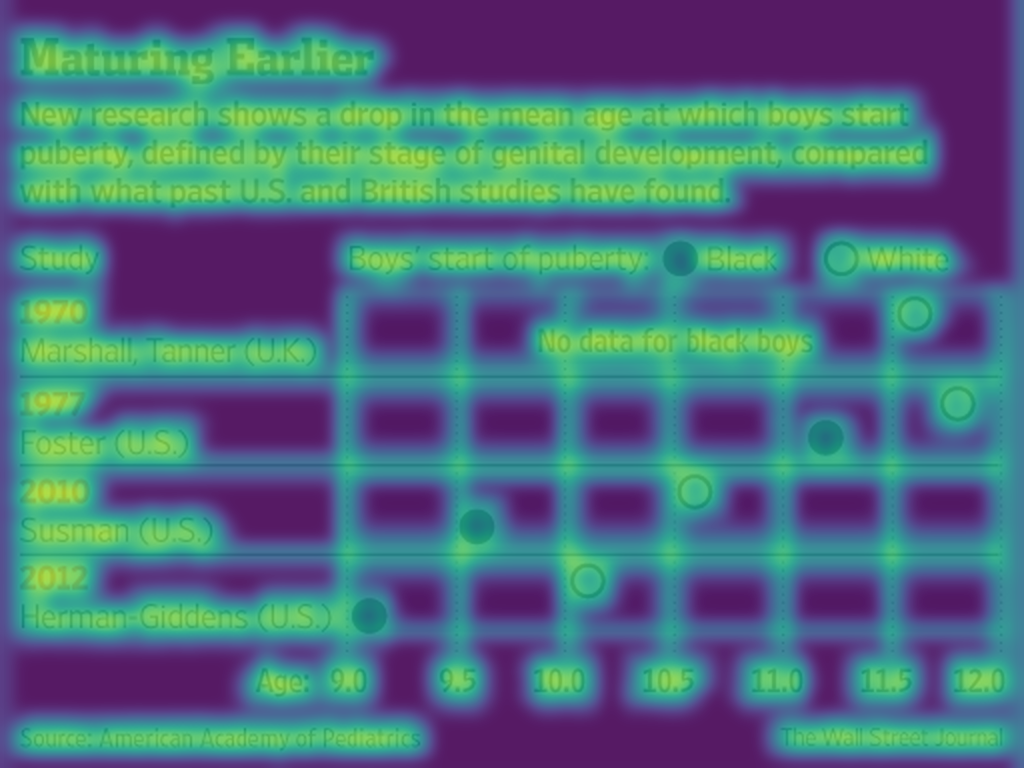 Maturing Earlier
New research shows a drop in the mean age at which boys start
puberty, defined by their stage of genital development, compared
with what past U.S. and British studies have found.
Study Boys' start of puberty: Black White
1970
Marshall, Tanner (U.K.) No data for black boys
1977
Foster (U.S.)
2010
Susman (U.S.)
2012
Herman-Giddens (U.S.)
Age: 9.0 9.5 10.0 10.5 11.0 11.5 12.0
Source: American Academy of Pediatrics The Wall Street Journal